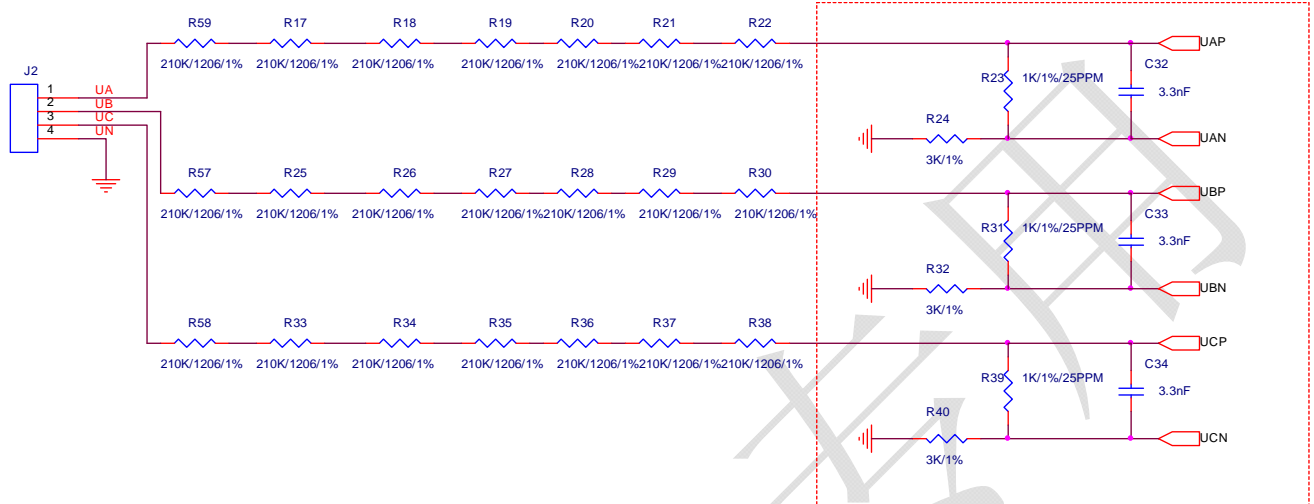 R59 R17 R18 R19 R20 R21 R22
210K/1206/1% 210K/1206/1% 210K/1206/1% 210K/1206/1% 210K/1206/1% 210K/1206/1% 210K/1206/1%
UAP
C32
R23 1K/1%/25PPM
3.3nF
J2
1 UA
2 UB
3 UC
4 UN
R24
3K/1%
UAN
R57 R25 R26 R27 R28 R29 R30
210K/1206/1% 210K/1206/1% 210K/1206/1% 210K/1206/1% 210K/1206/1% 210K/1206/1% 210K/1206/1%
UBP
C33
R31 1K/1%/25PPM
3.3nF
R32
3K/1%
UBN
R58 R33 R34 R35 R36 R37 R38
210K/1206/1% 210K/1206/1% 210K/1206/1% 210K/1206/1% 210K/1206/1% 210K/1206/1% 210K/1206/1%
UCP
C34
R39 1K/1%/25PPM
3.3nF
R40
3K/1%
UCN
用